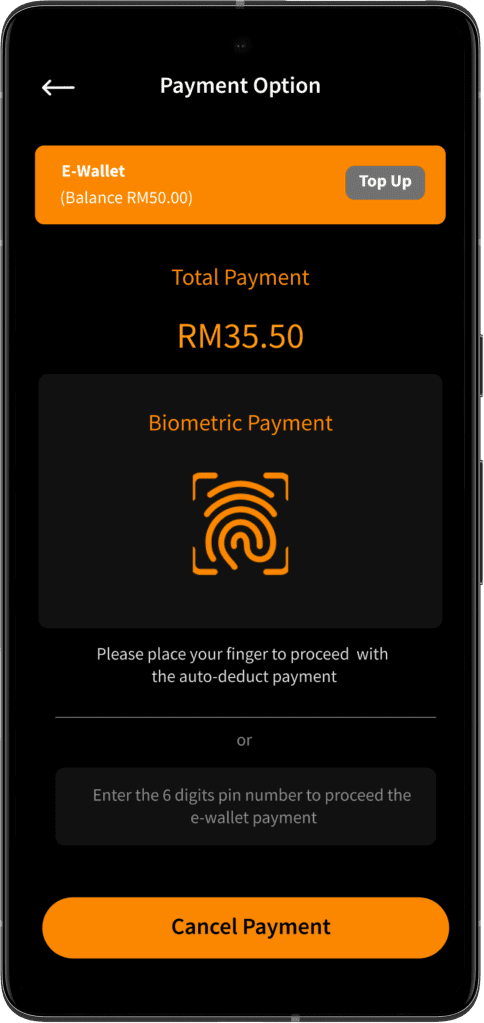 Payment Option
E-Wallet
(Balance RM50.00)
Top Up
Total Payment
RM35.50
Biometric Payment
Please place your finger to proceed with
the auto-deduct payment
or
Enter the 6 digits pin number to proceed the
e-wallet payment
Cancel Payment